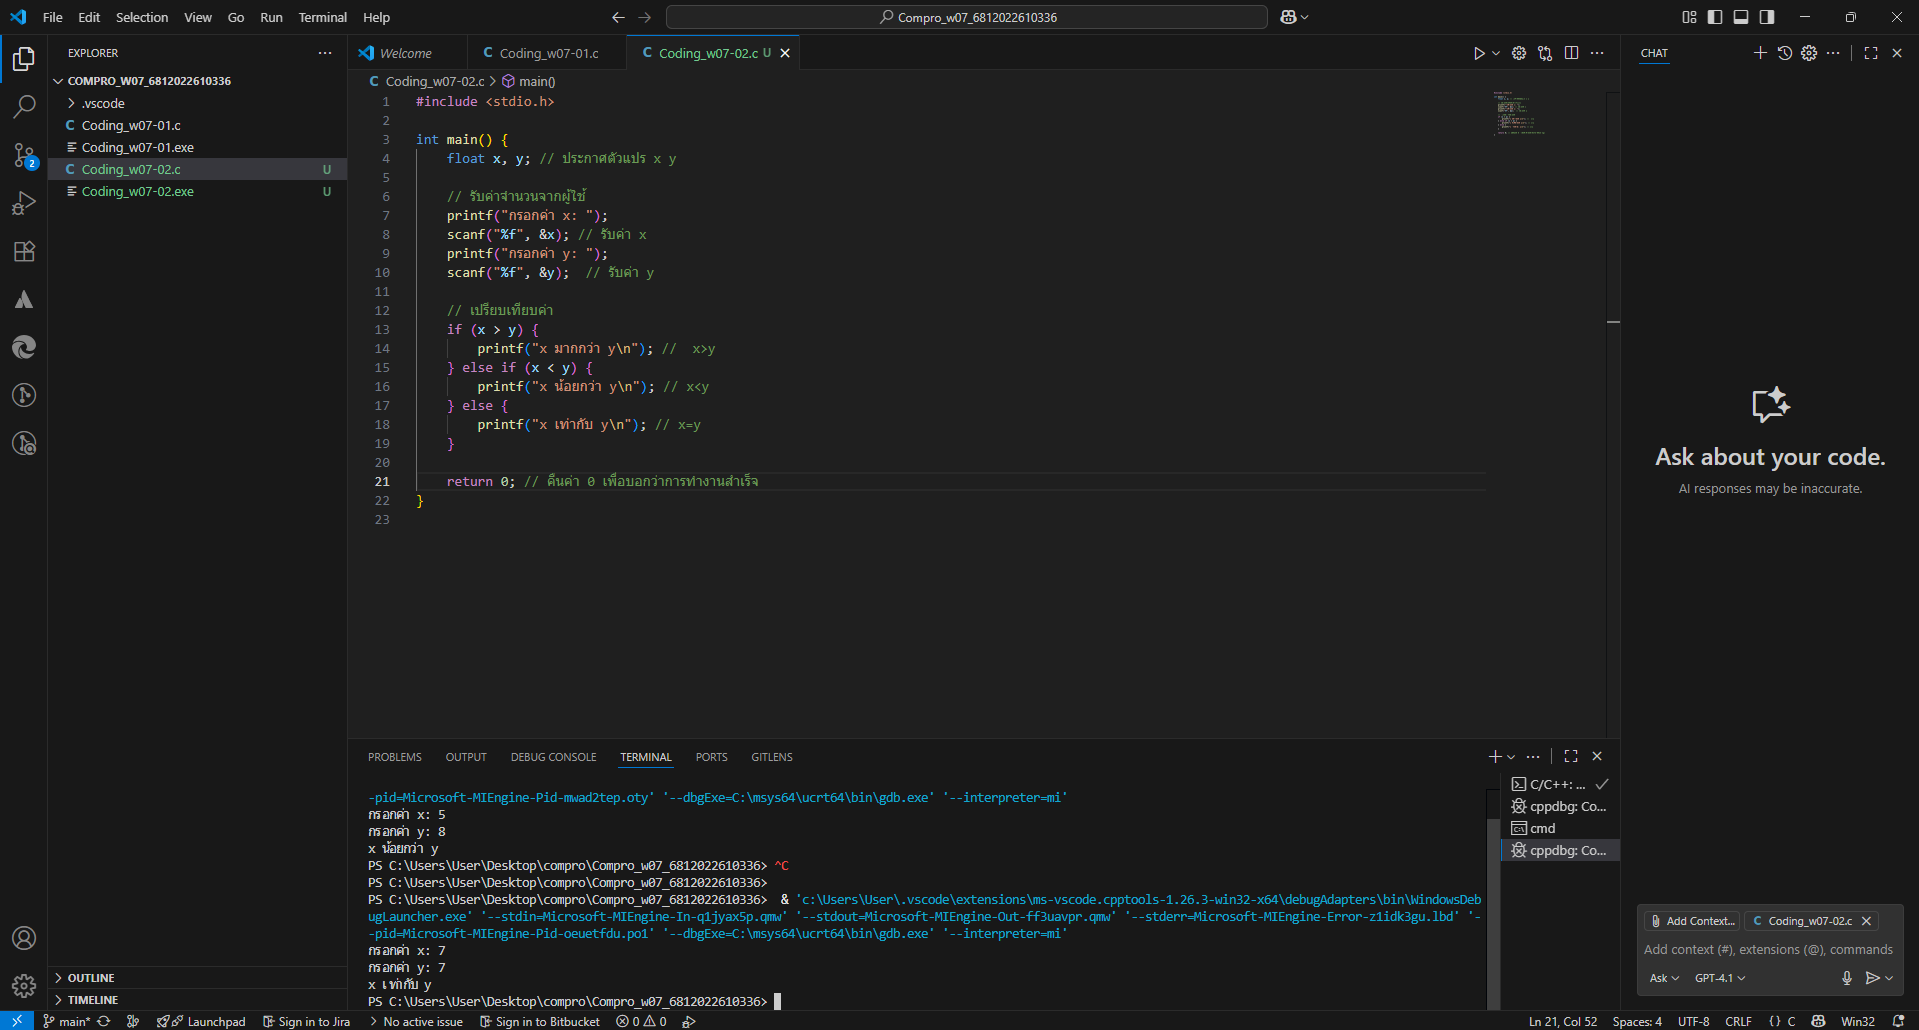 File Edit Selection View Go Run Terminal Help
Compro_w07_6812022610336
EXPLORER
COMPRO_W07_6812022610336
.vscode
C Coding_w07-01.c
Coding_w07-01.exe
C Coding_w07-02.c U
Coding_w07-02.exe U
2
OUTLINE
TIMELINE
Welcome C Coding_w07-01.c C Coding_w07-02.c U
C Coding_w07-02.c > main()
1 #include <stdio.h>
2
3 int main() {
4 float x, y; // ประกาศตัวแปร x y
5
6 // รับค่าจำนวนจากผู้ใช้
7 printf("กรอกค่า x: ");
8 scanf("%f", &x); // รับค่า x
9 printf("กรอกค่า y: ");
10 scanf("%f", &y);  // รับค่า y
11
12 // เปรียบเทียบค่า
13 if (x > y) {
14 printf("x มากกว่า y\n"); //  x>y
15 } else if (x < y) {
16 printf("x น้อยกว่า y\n"); // x<y
17 } else {
18 printf("x เท่ากับ y\n"); // x=y
19 }
20
21 return 0; // คืนค่า 0 เพื่อบอกว่าการทำงานสำเร็จ
22 }
23
PROBLEMS OUTPUT DEBUG CONSOLE TERMINAL PORTS GITLENS
-pid=Microsoft-MIEngine-Pid-mwad2tep.oty' '--dbgExe=C:\msys64\ucrt64\bin\gdb.exe' '--interpreter=mi'
กรอกค่า x: 5
กรอกค่า y: 8
x น้อยกว่า y
PS C:\Users\User\Desktop\compro\Compro_w07_6812022610336> ^C
PS C:\Users\User\Desktop\compro\Compro_w07_6812022610336>
PS C:\Users\User\Desktop\compro\Compro_w07_6812022610336>  & 'c:\Users\User\.vscode\extensions\ms-vscode.cpptools-1.26.3-win32-x64\debugAdapters\bin\WindowsDeb
ugLauncher.exe' '--stdin=Microsoft-MIEngine-In-q1jyax5p.qmw' '--stdout=Microsoft-MIEngine-Out-ff3uavpr.qmw' '--stderr=Microsoft-MIEngine-Error-z1idk3gu.lbd' '-
-pid=Microsoft-MIEngine-Pid-oeuetfdu.po1' '--dbgExe=C:\msys64\ucrt64\bin\gdb.exe' '--interpreter=mi'
กรอกค่า x: 7
กรอกค่า y: 7
x เท่ากับ y
PS C:\Users\User\Desktop\compro\Compro_w07_6812022610336>
C/C++: ...
cppdbg: Co...
cmd
cppdbg: Co...
CHAT
Ask about your code.
AI responses may be inaccurate.
Add Context... C Coding_w07-02.c
Add context (#), extensions (@), commands
Ask GPT-4.1
main* Launchpad Sign in to Jira No active issue Sign in to Bitbucket 0 0 Ln 21, Col 52 Spaces: 4 UTF-8 CRLF {} C Win32